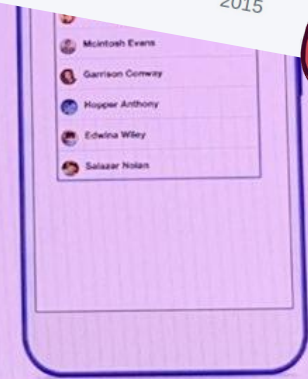 2015
Mcintosh Evans
Garrison Conway
Hopper Anthony
Edwina Wiley
Salazar Nolan